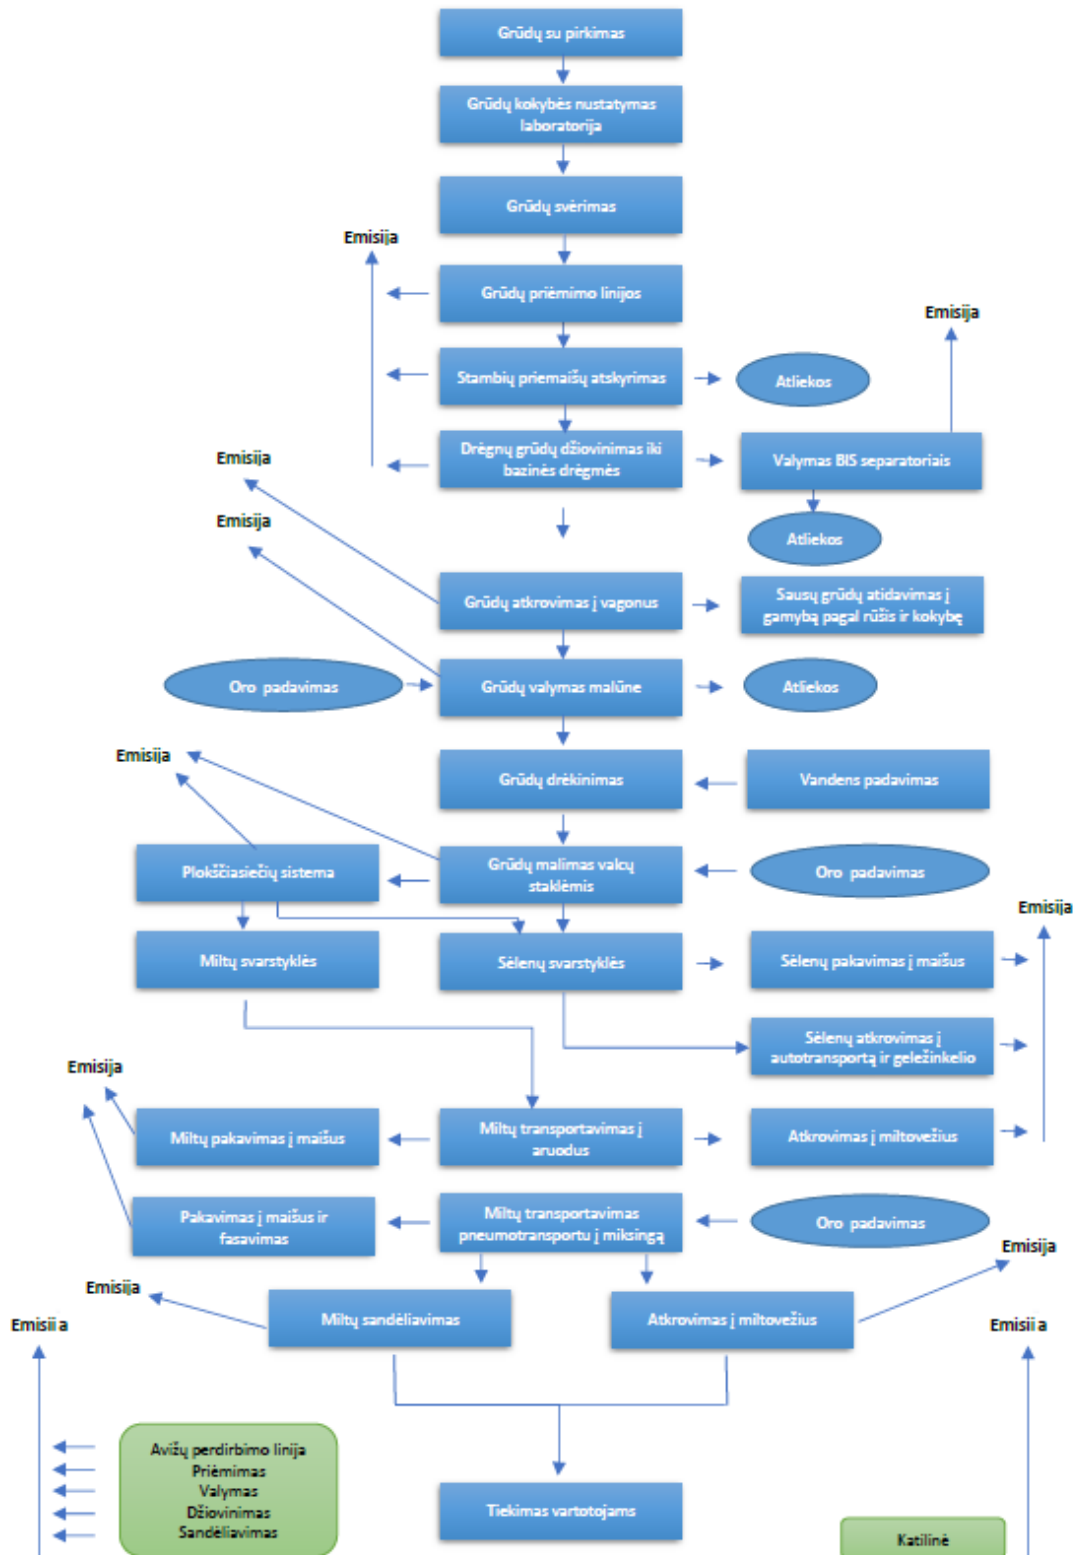 Grūdų su pirkimas
Grūdų kokybės nustatymas
laboratorija
Grūdų svėrimas
Emisija
Grūdų priėmimo linijos
Emisija
Stambių priemaišų atskyrimas
Atliekos
Drėgnų grūdų džiovinimas iki
bazinės drėgmės
Valymas BIS separatoriais
Emisija
Emisija
Atliekos
Grūdų atkrovimas į vagonus
Sausų grūdų atidavimas į
gamybą pagal rūšis ir kokybę
Oro padavimas
Grūdų valymas malūne
Atliekos
Emisija
Grūdų drėkinimas
Vandens padavimas
Plokščiasiečių sistema
Grūdų malimas valcų
staklėmis
Oro padavimas
Emisija
Miltų svarstyklės
Sėlenų svarstyklės
Sėlenų pakavimas į maišus
Sėlenų atkrovimas į
autotransportą ir geležinkelio
Emisija
Miltų pakavimas į maišus
Miltų transportavimas į
aruodus
Atkrovimas į miltovežius
Pakavimas į maišus ir
fasavimas
Miltų transportavimas
pneumotransportu į miksingą
Oro padavimas
Emisija
Emisija
Miltų sandėliavimas
Atkrovimas į miltovežius
Emisii a
Emisii a
Avižų perdirbimo linija
Priėmimas
Valymas
Džiovinimas
Sandėliavimas
Tiekimas vartotojams
Katilinė